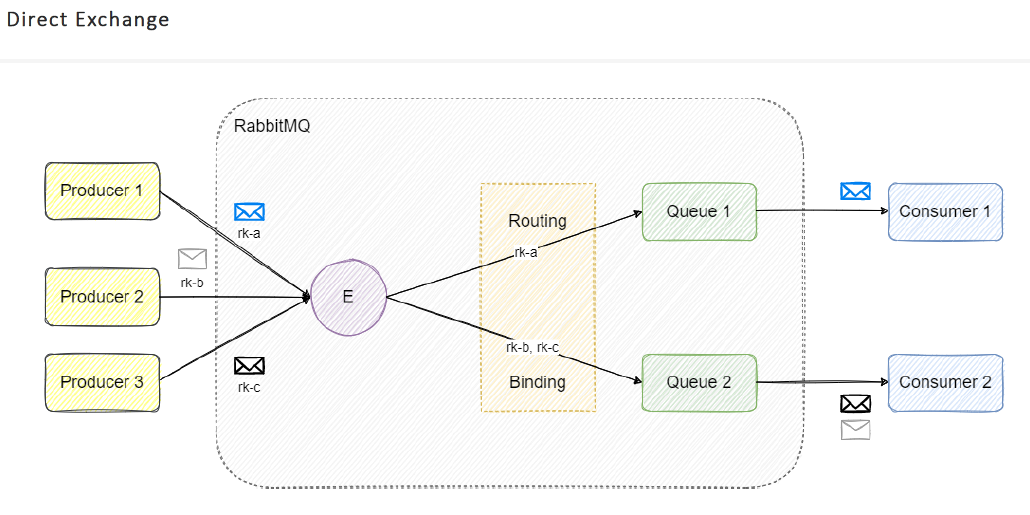 Direct Exchange
RabbitMQ
Producer 1
rk-a
rk-b
Producer 2
Producer 3
rk-c
E
Routing
rk-a
rk-b, rk-c
Binding
Queue 1
Queue 2
Consumer 1
Consumer 2